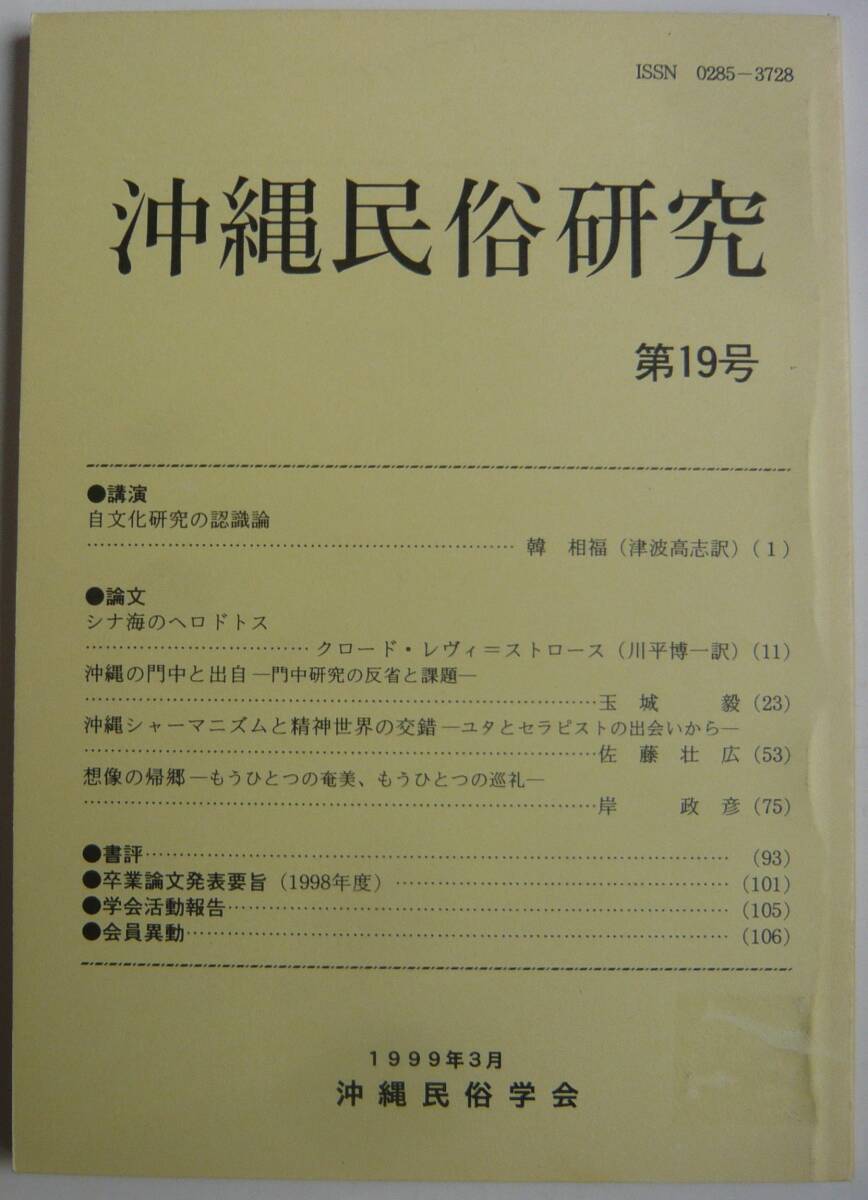 ISSN 0285－3728
沖縄民俗研究
第19号
●講演
自文化研究の認識論
………………………………………………………… 韓　相福（津波高志訳）(1)
●論文
シナ海のヘロドトス
…………………………… クロード・レヴィ＝ストロース（川平博一訳）(11)
沖縄の門中と出自 ―門中研究の反省と課題―
…………………………………………………………………玉　城　　毅 (23)
沖縄シャーマニズムと精神世界の交錯 ―ユタとセラピストの出会いから―
…………………………………………………………………佐　藤　壮　広 (53)
想像の帰郷 ―もうひとつの奄美、もうひとつの巡礼―
…………………………………………………………………岸　　政　彦 (75)
●書評………………………………………………………………………… (93)
●卒業論文発表要旨（1998年度）………………………………………… (101)
●学会活動報告……………………………………………………………… (105)
●会員異動…………………………………………………………………… (106)
1999年3月
沖縄民俗学会